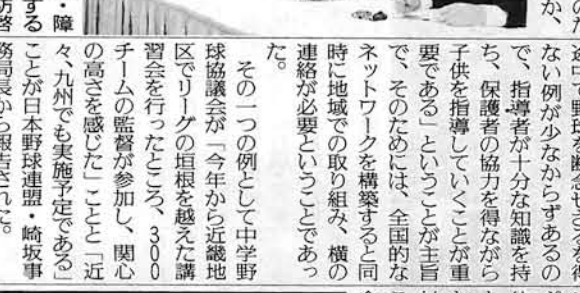 か、
・障
する
防啓
途中で野球を断念せざるを得
ない例が少なからずあるの
で、指導者が十分な知識を持
ち、保護者の協力を得ながら
子供を指導していくことが重
要である」ということが主旨
で、そのためには、全国的な
ネットワークを構築すると同
時に地域での取り組み、横の
連絡が必要ということであっ
た。
その一つの例として中学野
球協議会が「今年から近畿地
区でリーグの垣根を越えた講
習会を行ったところ、３００
チームの監督が参加し、関心
の高さを感じた」ことと「近
々、九州でも実施予定である」
ことが日本野球連盟・崎坂事
務局長から報告された。